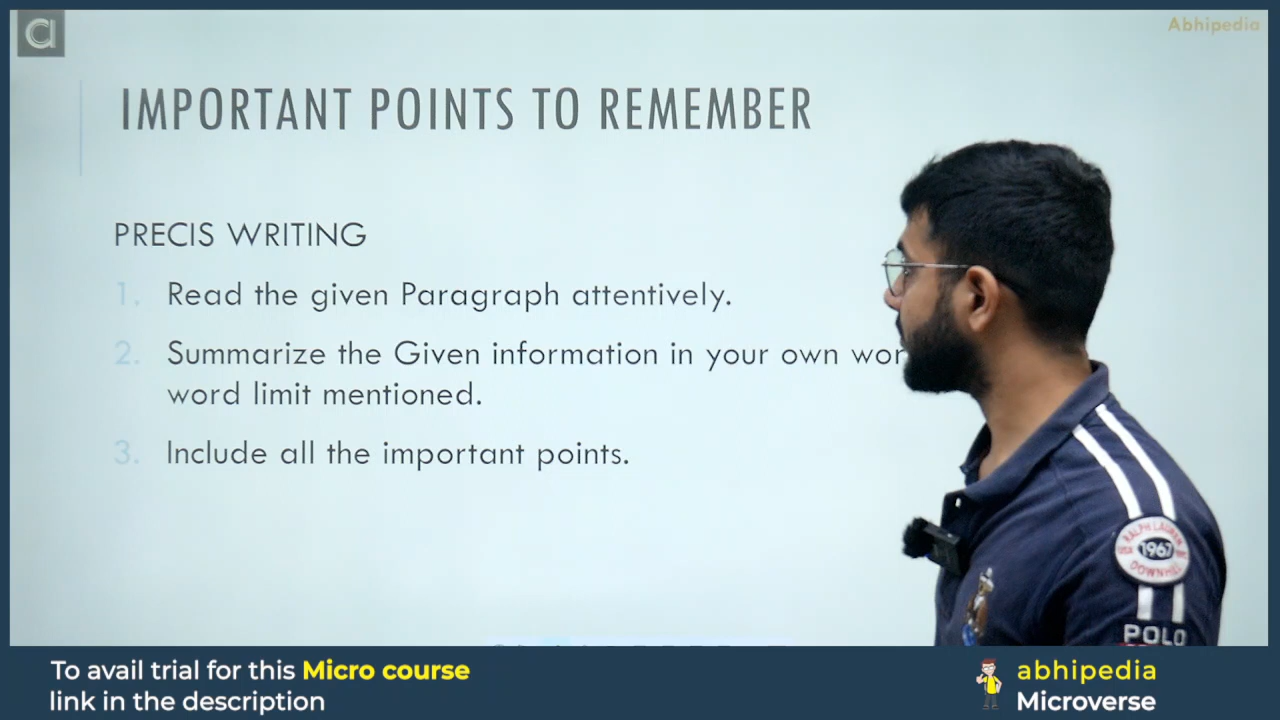 a
Abhipedia
IMPORTANT POINTS TO REMEMBER
PRECIS WRITING
1. Read the given Paragraph attentively.
2. Summarize the Given information in your own wor
word limit mentioned.
3. Include all the important points.
RALPH LAUREN
1967
DOWNHILL
POLO
To avail trial for this Micro course
link in the description
abhipedia
Microverse